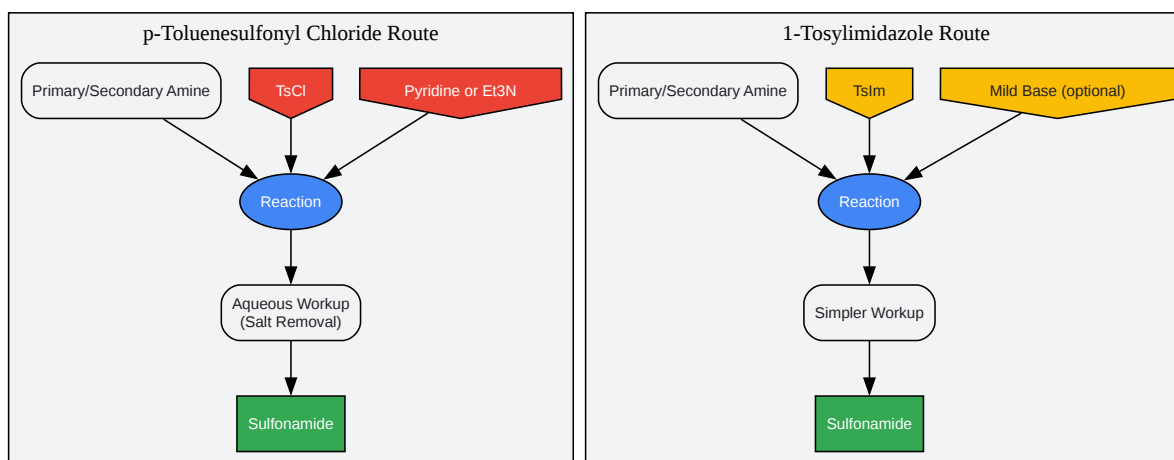 p-Toluenesulfonyl Chloride Route
Primary/Secondary Amine
TsCl
Pyridine or Et3N
Reaction
Aqueous Workup
(Salt Removal)
Sulfonamide
1-Tosylimidazole Route
Primary/Secondary Amine
TsIm
Mild Base (optional)
Reaction
Simpler Workup
Sulfonamide